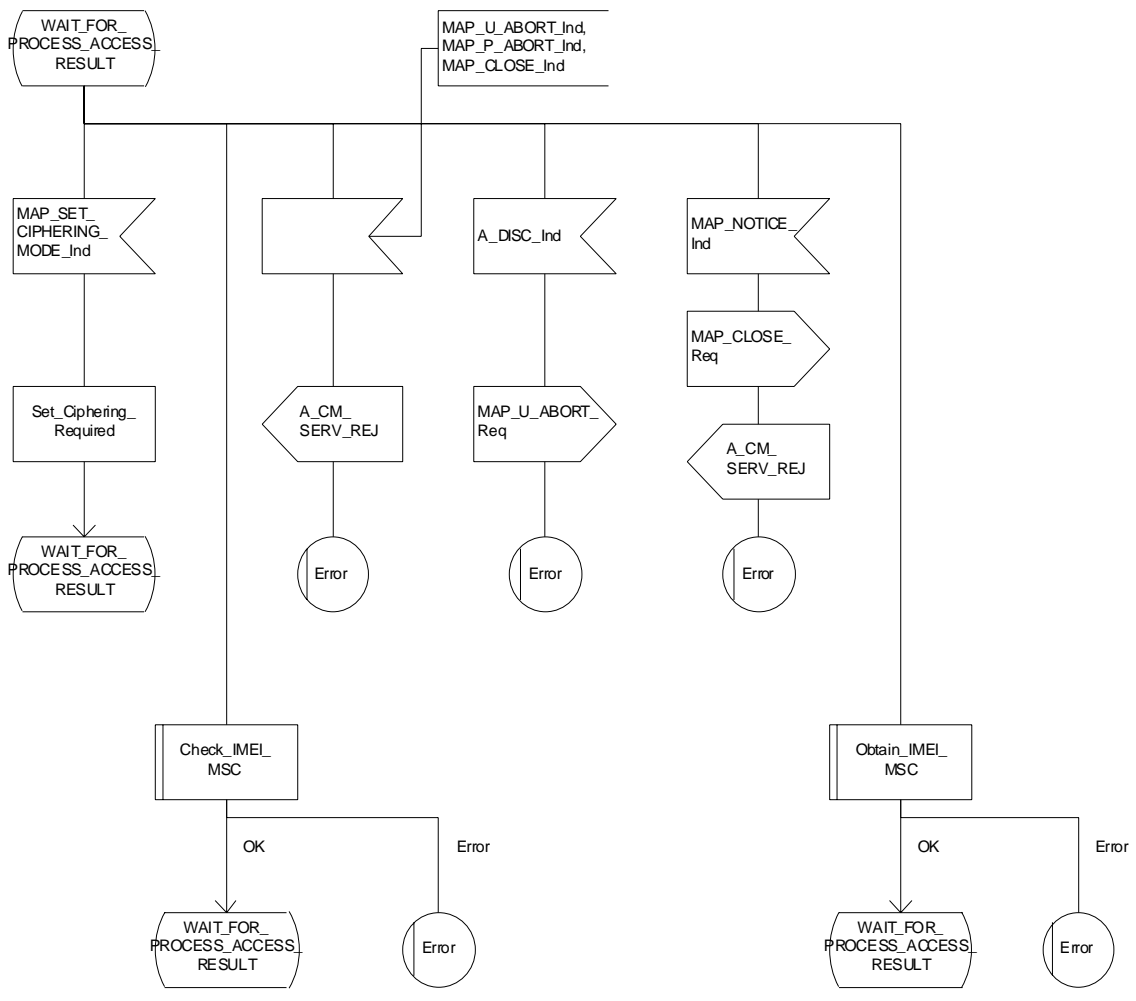 WAIT_FOR_
PROCESS_ACCESS_
RESULT
MAP_U_ABORT_Ind,
MAP_P_ABORT_Ind,
MAP_CLOSE_Ind
MAP_SET_
CIPHERING_
MODE_Ind
A_DISC_Ind
MAP_NOTICE_
Ind
MAP_CLOSE_
Req
Set_Ciphering_
Required
A_CM_
SERV_REJ
MAP_U_ABORT_
Req
A_CM_
SERV_REJ
WAIT_FOR_
PROCESS_ACCESS_
RESULT
Error
Error
Error
Check_IMEI_
MSC
Obtain_IMEI_
MSC
OK
Error
OK
Error
WAIT_FOR_
PROCESS_ACCESS_
RESULT
Error
WAIT_FOR_
PROCESS_ACCESS_
RESULT
Error